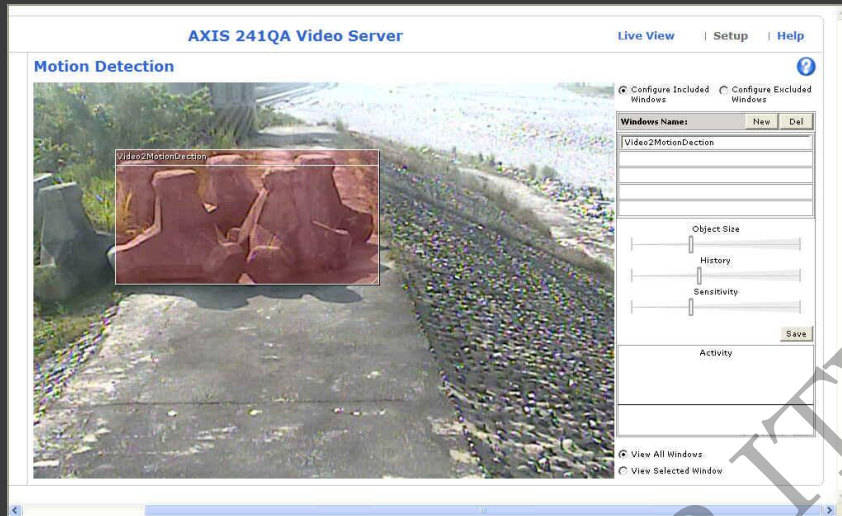 AXIS 241QA Video Server
Live View | Setup | Help
Motion Detection
?
Configure Included Windows
Configure Excluded Windows
Windows Name: New Del
Video2MotionDection
Video2MotionDection
Object Size
History
Sensitivity
Save
Activity
View All Windows
View Selected Window